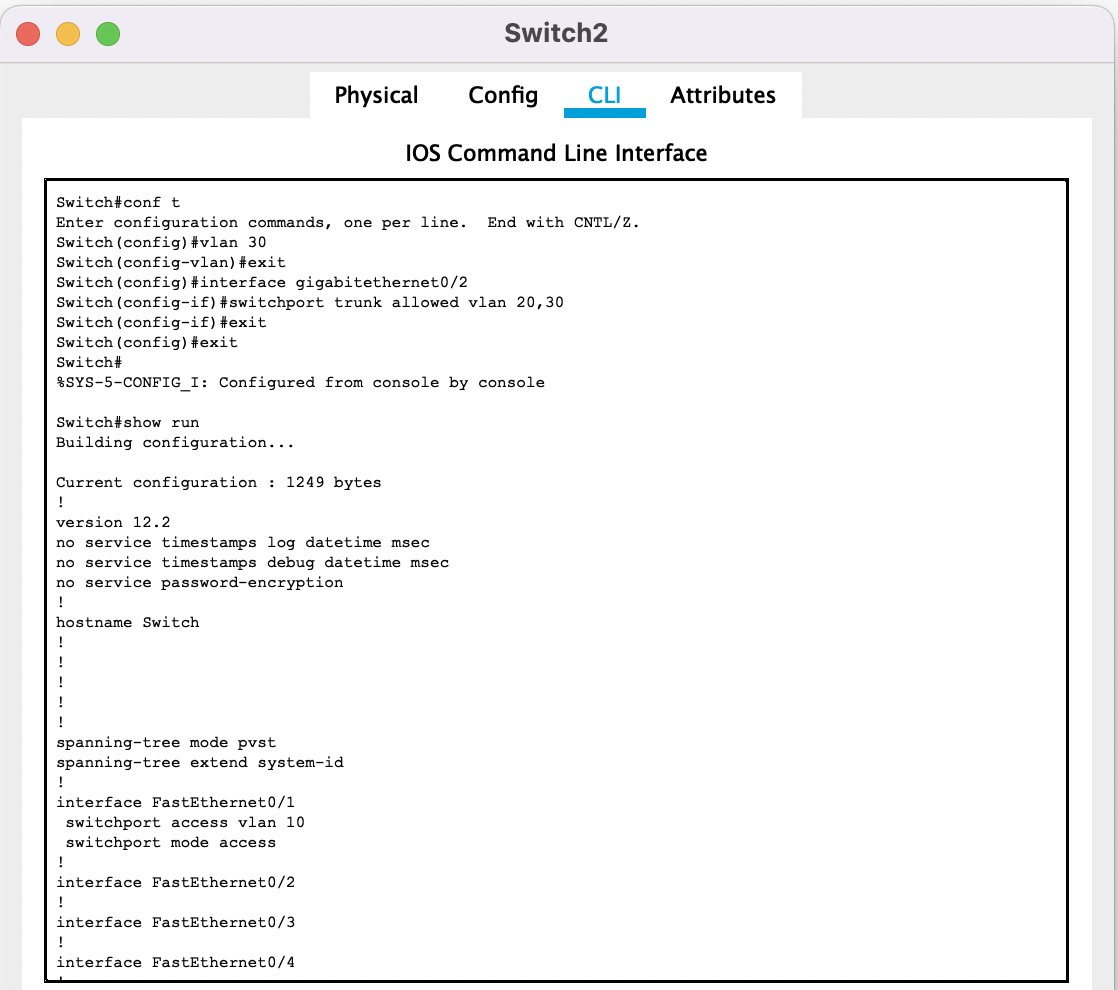 Switch2
Physical Config CLI Attributes
IOS Command Line Interface
Switch#conf t
Enter configuration commands, one per line.  End with CNTL/Z.
Switch(config)#vlan 30
Switch(config-vlan)#exit
Switch(config)#interface gigabitethernet0/2
Switch(config-if)#switchport trunk allowed vlan 20,30
Switch(config-if)#exit
Switch(config)#exit
Switch#
%SYS-5-CONFIG_I: Configured from console by console
Switch#show run
Building configuration...
Current configuration : 1249 bytes
!
version 12.2
no service timestamps log datetime msec
no service timestamps debug datetime msec
no service password-encryption
!
hostname Switch
!
!
!
!
!
spanning-tree mode pvst
spanning-tree extend system-id
!
interface FastEthernet0/1
 switchport access vlan 10
 switchport mode access
!
interface FastEthernet0/2
!
interface FastEthernet0/3
!
interface FastEthernet0/4